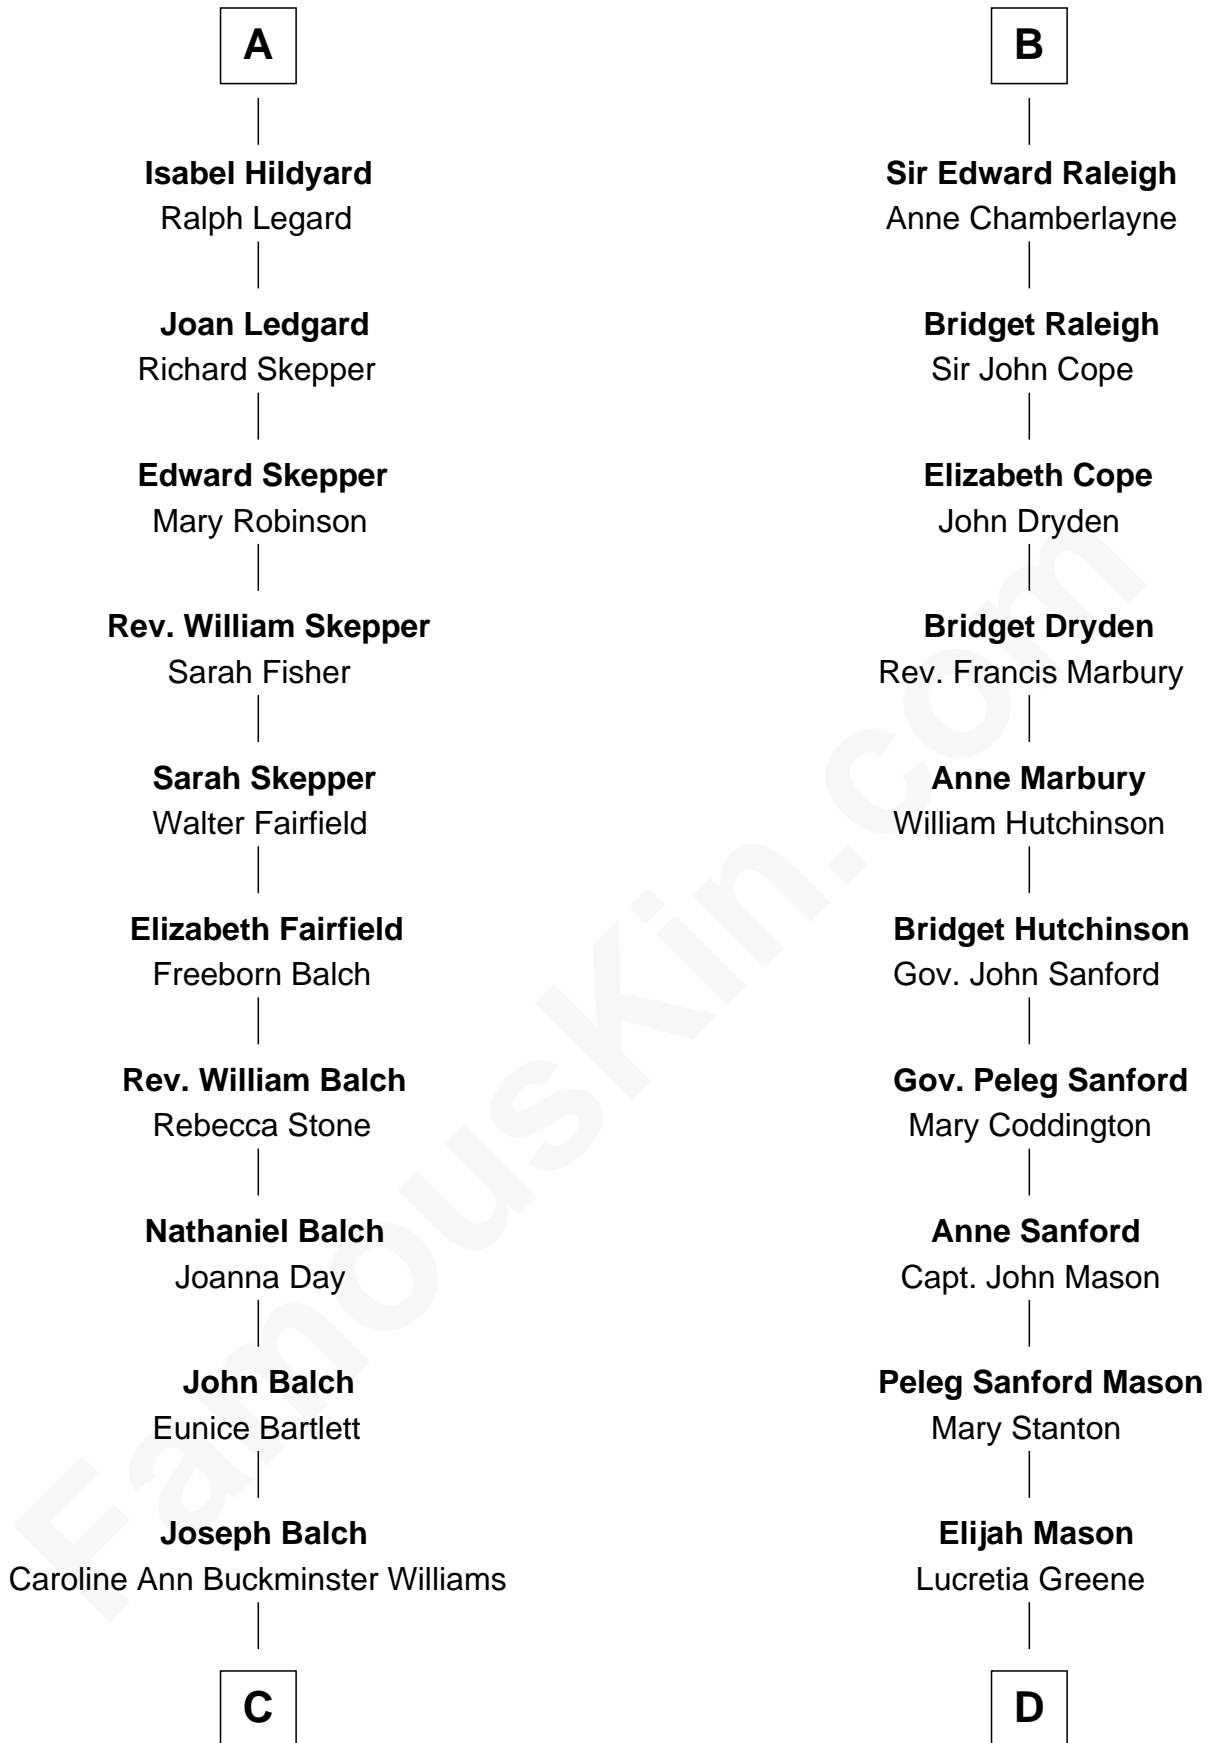 A
Isabel Hildyard
Ralph Legard
Joan Ledgard
Richard Skepper
Edward Skepper
Mary Robinson
Rev. William Skepper
Sarah Fisher
Sarah Skepper
Walter Fairfield
Elizabeth Fairfield
Freeborn Balch
Rev. William Balch
Rebecca Stone
Nathaniel Balch
Joanna Day
John Balch
Eunice Bartlett
Joseph Balch
Caroline Ann Buckminster Williams
C
B
Sir Edward Raleigh
Anne Chamberlayne
Bridget Raleigh
Sir John Cope
Elizabeth Cope
John Dryden
Bridget Dryden
Rev. Francis Marbury
Anne Marbury
William Hutchinson
Bridget Hutchinson
Gov. John Sanford
Gov. Peleg Sanford
Mary Coddington
Anne Sanford
Capt. John Mason
Peleg Sanford Mason
Mary Stanton
Elijah Mason
Lucretia Greene
D
FamousKin.com